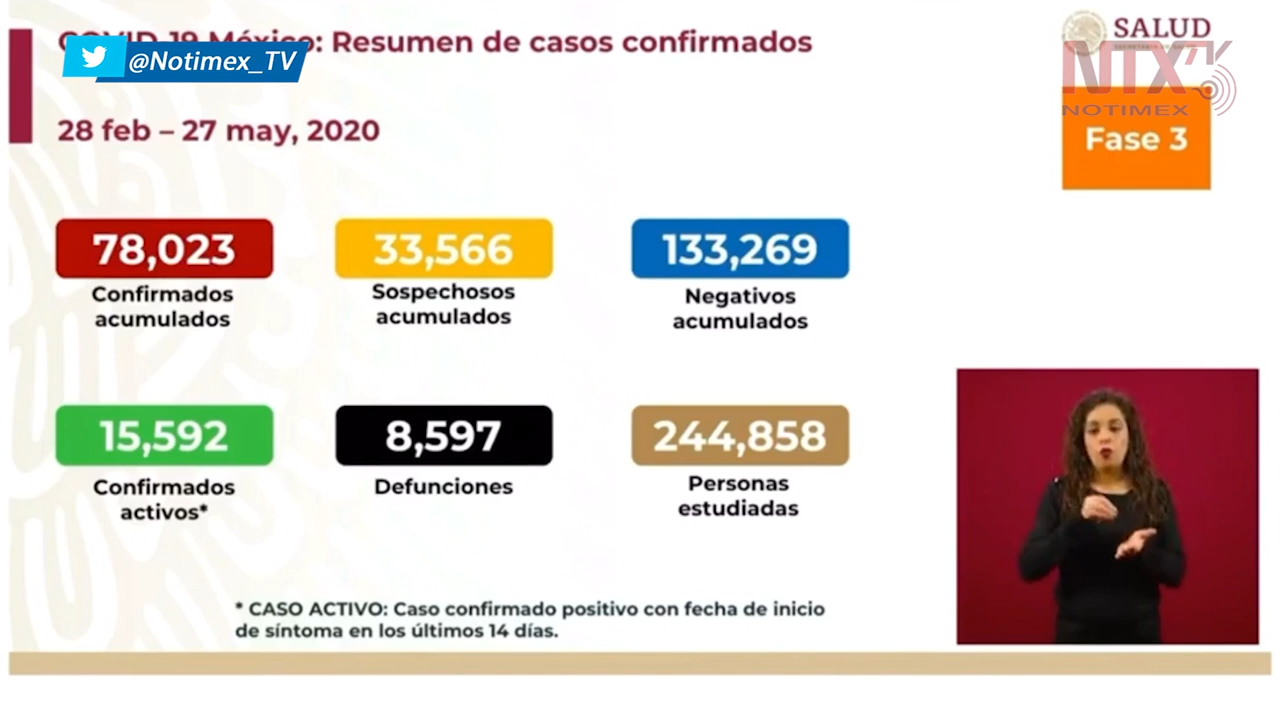 COVID-19 México: Resumen de casos confirmados
@Notimex_TV
28 feb – 27 may, 2020
SALUD
NTX
NOTIMEX
Fase 3
78,023
Confirmados
acumulados
33,566
Sospechosos
acumulados
133,269
Negativos
acumulados
15,592
Confirmados
activos*
8,597
Defunciones
244,858
Personas
estudiadas
* CASO ACTIVO: Caso confirmado positivo con fecha de inicio
de síntoma en los últimos 14 días.